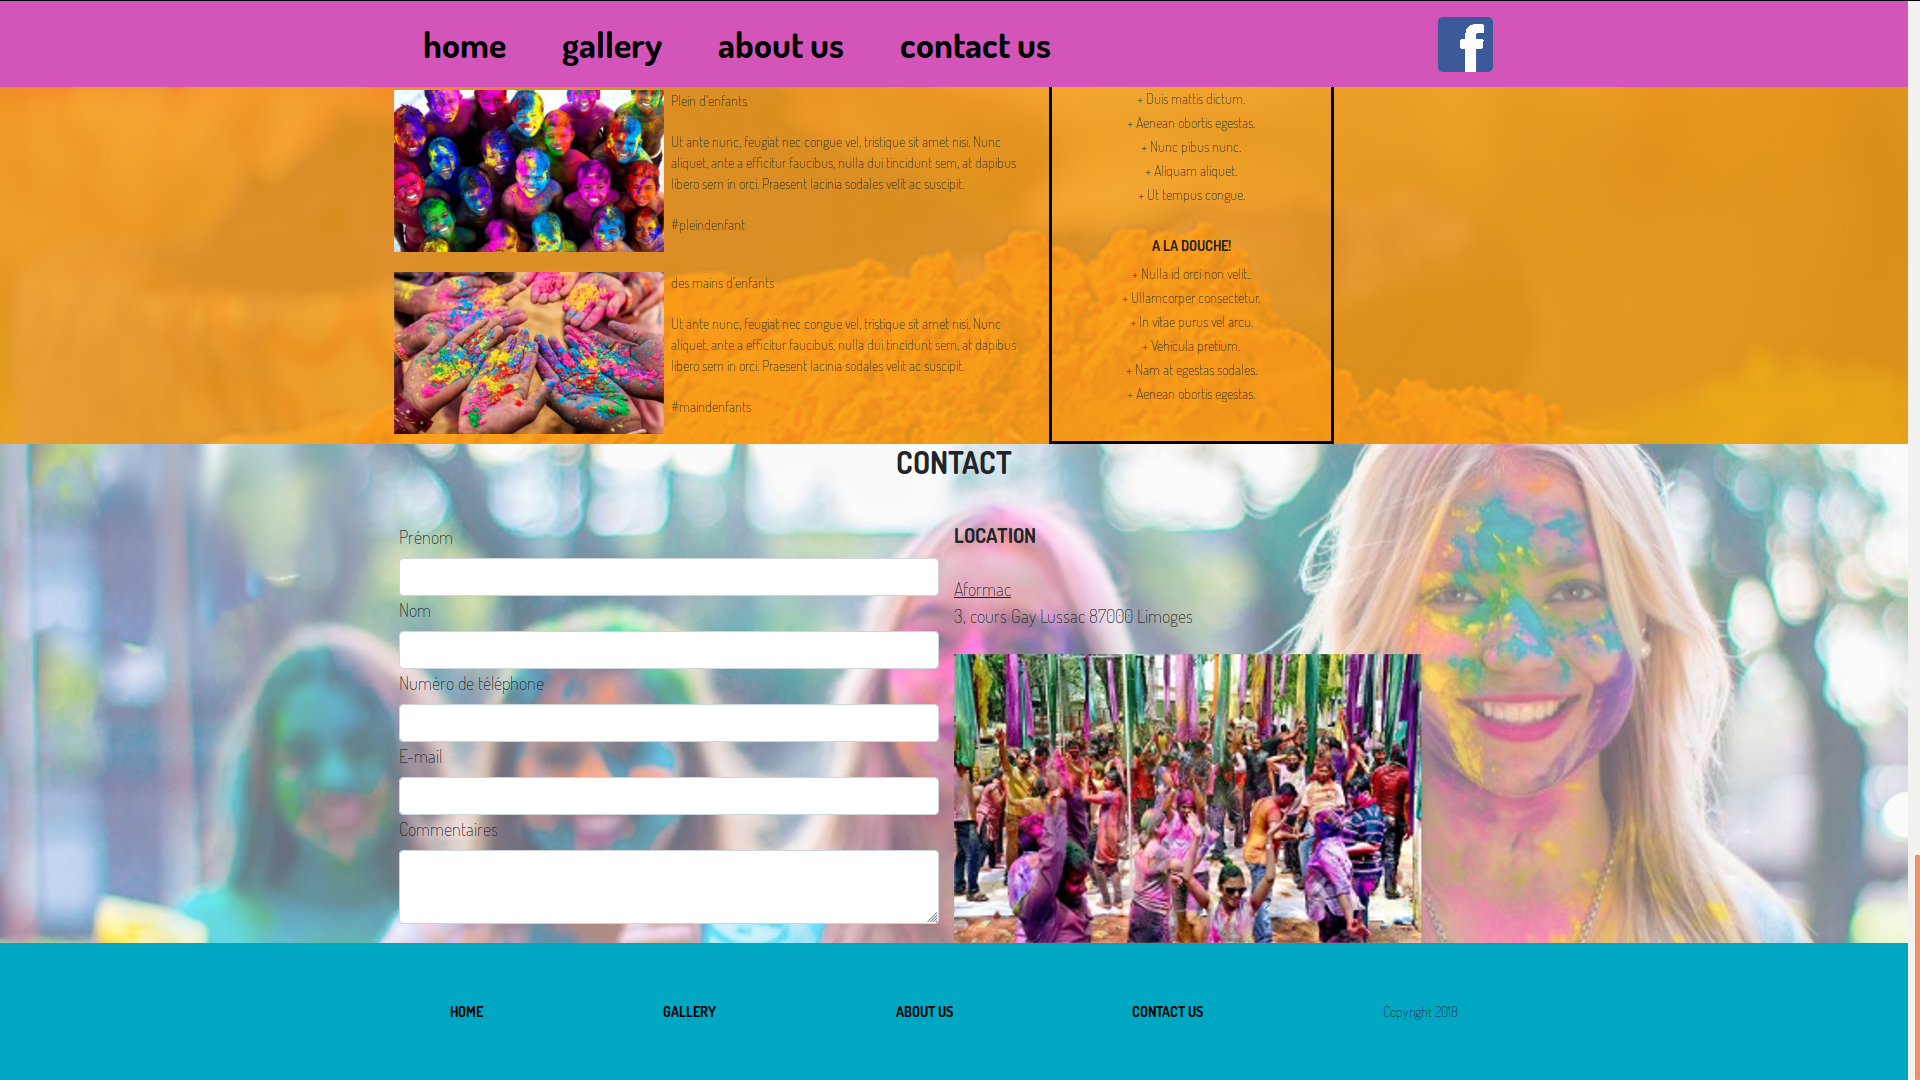 home gallery about us contact us
Plein d'enfants
Ut ante nunc, feugiat nec congue vel, tristique sit amet nisi. Nunc
aliquet, ante a efficitur faucibus, nulla dui tincidunt sem, at dapibus
libero sem in orci. Praesent lacinia sodales velit ac suscipit.
#pleindenfant
des mains d'enfants
Ut ante nunc, feugiat nec congue vel, tristique sit amet nisi. Nunc
aliquet, ante a efficitur faucibus, nulla dui tincidunt sem, at dapibus
libero sem in orci. Praesent lacinia sodales velit ac suscipit.
#maindenfants
+ Duis mattis dictum.
+ Aenean obortis egestas.
+ Nunc pibus nunc.
+ Aliquam aliquet.
+ Ut tempus congue.
A LA DOUCHE!
+ Nulla id orci non velit..
+ Ullamcorper consectetur.
+ In vitae purus vel arcu.
+ Vehicula pretium.
+ Nam at egestas sodales.
+ Aenean obortis egestas.
CONTACT
Prénom
Nom
Numéro de téléphone
E-mail
Commentaires
LOCATION
Aformac
3, cours Gay Lussac 87000 Limoges
HOME GALLERY ABOUT US CONTACT US Copyright 2018